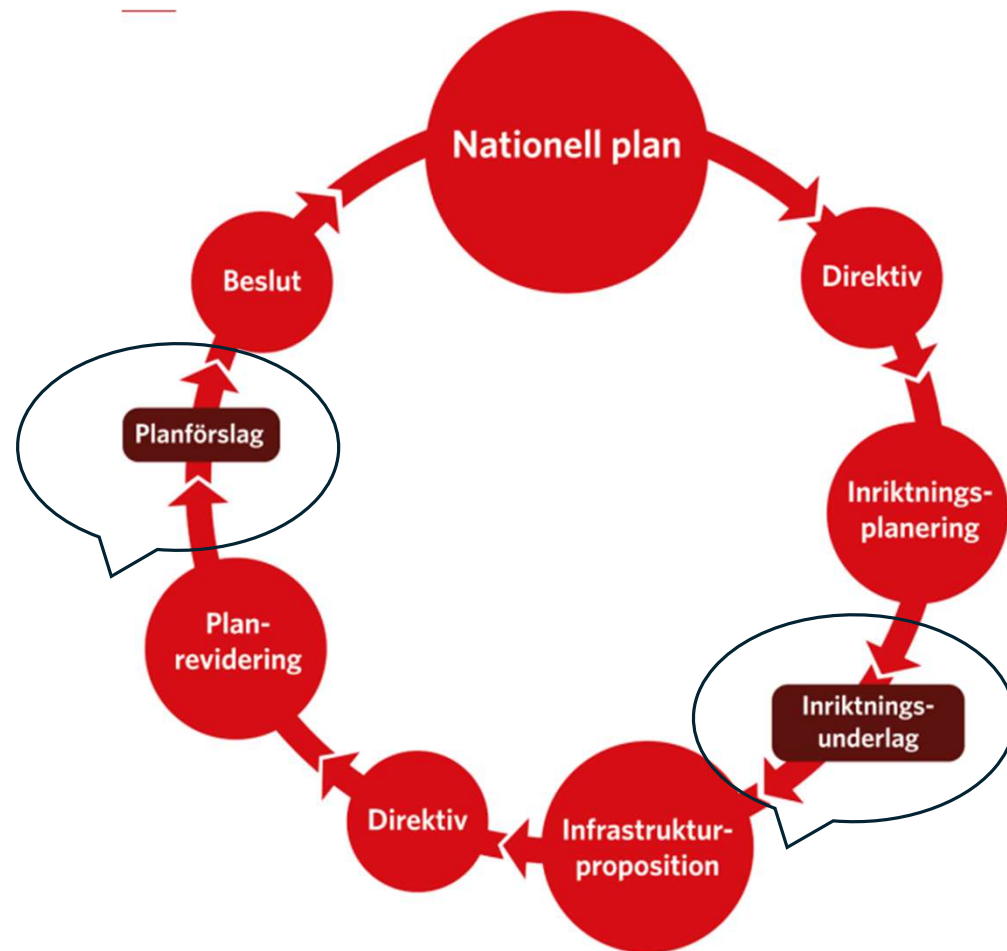 Nationell plan
Direktiv
Inriktnings-
planering
Inriktnings-
underlag
Infrastruktur-
proposition
Direktiv
Plan-
revidering
Planförslag
Beslut